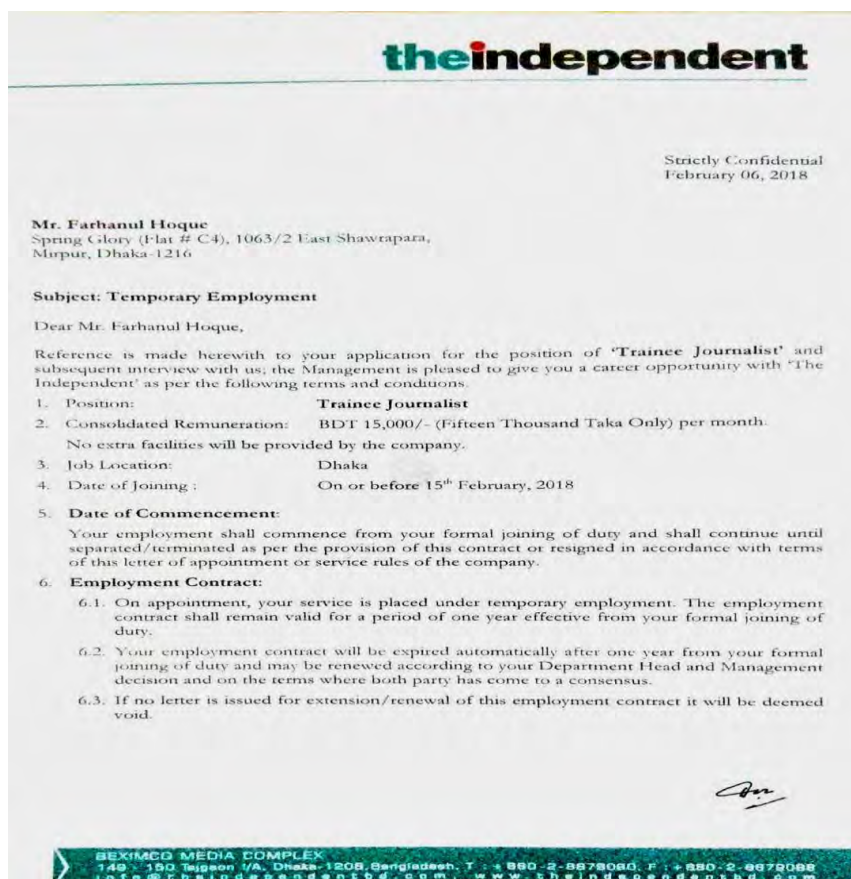 theindependent
Strictly Confidential
February 06, 2018
Mr. Farhanul Hoque
Spring Glory (Flat # C4), 1063/2 East Shawrapara,
Mirpur, Dhaka-1216
Subject: Temporary Employment
Dear Mr. Farhanul Hoque,
Reference is made herewith to your application for the position of ‘Trainee Journalist’ and
subsequent interview with us; the Management is pleased to give you a career opportunity with ‘The
Independent’ as per the following terms and conditions.
1. Position: Trainee Journalist
2. Consolidated Remuneration: BDT 15,000/- (Fifteen Thousand Taka Only) per month.
No extra facilities will be provided by the company.
3. Job Location: Dhaka
4. Date of Joining : On or before 15th February, 2018
5. Date of Commencement:
Your employment shall commence from your formal joining of duty and shall continue until
separated/terminated as per the provision of this contract or resigned in accordance with terms
of this letter of appointment or service rules of the company.
6. Employment Contract:
6.1. On appointment, your service is placed under temporary employment. The employment
contract shall remain valid for a period of one year effective from your formal joining of
duty.
6.2. Your employment contract will be expired automatically after one year from your formal
joining of duty and may be renewed according to your Department Head and Management
decision and on the terms where both party has come to a consensus.
6.3. If no letter is issued for extension/renewal of this employment contract it will be deemed
void.
BEXIMCO MEDIA COMPLEX
149 - 150 Tejgaon I/A, Dhaka-1208, Bangladesh. T : +880-2-8879080, F : +880-2-8879088
info@theindependentbd.com, www.theindependentbd.com